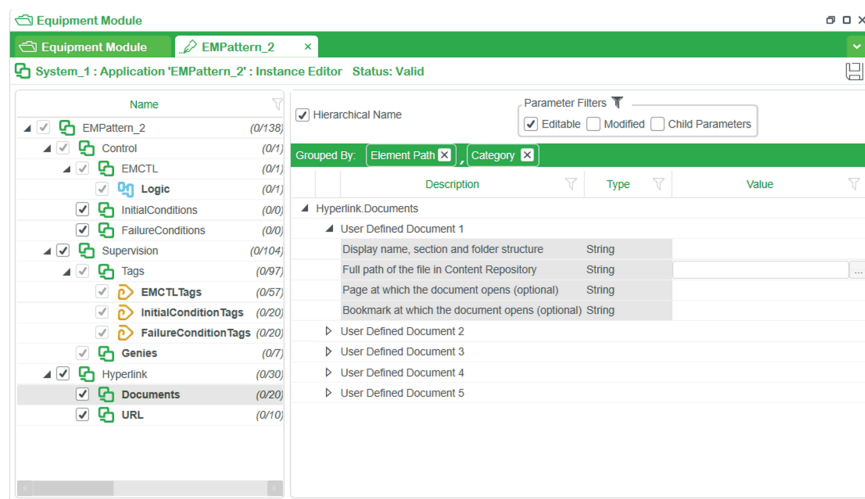 Equipment Module
Equipment Module
EMPattern_2 ×
System_1 : Application 'EMPattern_2' : Instance Editor Status: Valid
Name
EMPattern_2 (0/138)
Control (0/1)
EMCTL (0/1)
Logic (0/1)
InitialConditions (0/0)
FailureConditions (0/0)
Supervision (0/104)
Tags (0/97)
EMCTLTags (0/57)
InitialConditionTags (0/20)
FailureConditionTags (0/20)
Genies (0/7)
Hyperlink (0/30)
Documents (0/20)
URL (0/10)
Hierarchical Name
Parameter Filters
Editable Modified Child Parameters
Grouped By: Element Path , Category
Description Type Value
Hyperlink.Documents
User Defined Document 1
Display name, section and folder structure String
Full path of the file in Content Repository String ...
Page at which the document opens (optional) String
Bookmark at which the document opens (optional) String
User Defined Document 2
User Defined Document 3
User Defined Document 4
User Defined Document 5